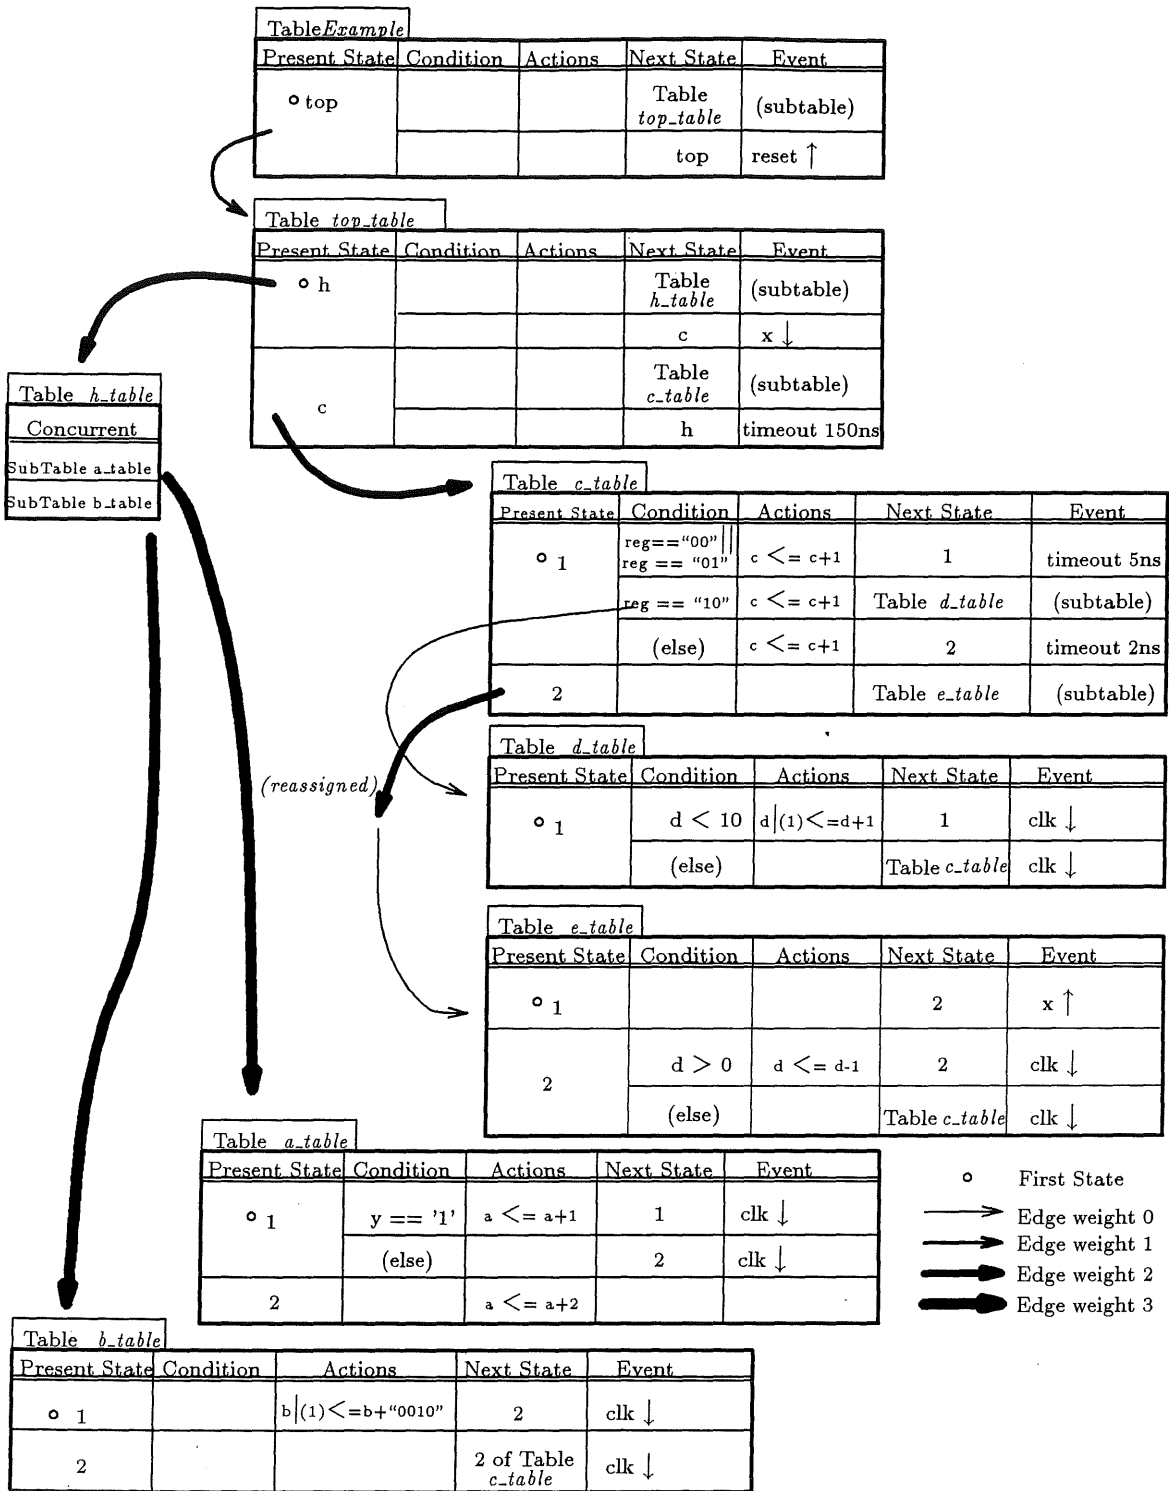 Table Example
Present State Condition Actions Next State Event
top Table top_table (subtable)
top reset ↑
Table top_table
Present State Condition Actions Next State Event
h Table h_table (subtable)
c x ↓
c Table c_table (subtable)
h timeout 150ns
Table h_table
Concurrent
SubTable a_table
SubTable b_table
Table c_table
Present State Condition Actions Next State Event
1 reg=="00" || reg == "01" c <= c+1 1 timeout 5ns
reg == "10" c <= c+1 Table d_table (subtable)
(else) c <= c+1 2 timeout 2ns
2 Table e_table (subtable)
(reassigned)
Table d_table
Present State Condition Actions Next State Event
1 d < 10 d|(1)<=d+1 1 clk ↓
(else) Table c_table clk ↓
Table e_table
Present State Condition Actions Next State Event
1 2 x ↑
2 d > 0 d <= d-1 2 clk ↓
(else) Table c_table clk ↓
Table a_table
Present State Condition Actions Next State Event
1 y == '1' a <= a+1 1 clk ↓
(else) 2 clk ↓
2 a <= a+2
First State
Edge weight 0
Edge weight 1
Edge weight 2
Edge weight 3
Table b_table
Present State Condition Actions Next State Event
1 b|(1)<=b+"0010" 2 clk ↓
2 2 of Table c_table clk ↓